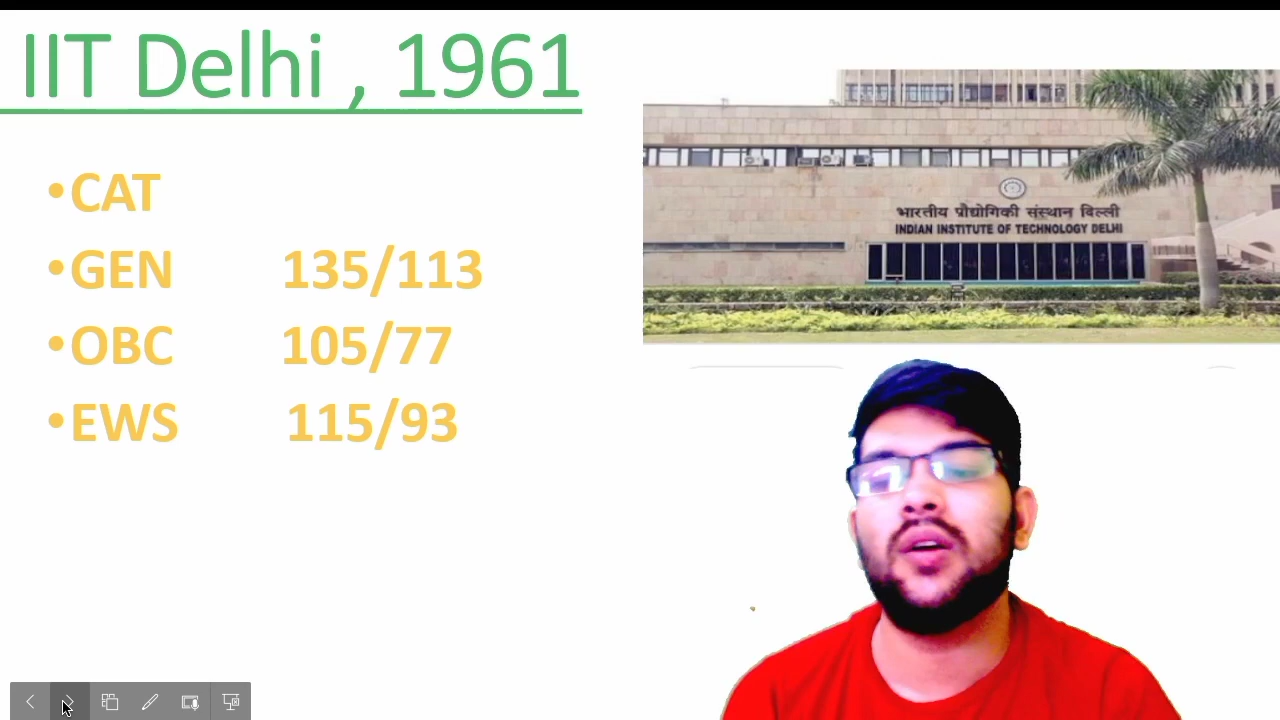 IIT Delhi , 1961
•CAT
•GEN 135/113
•OBC 105/77
•EWS 115/93
भारतीय प्रौद्योगिकी संस्थान दिल्ली
INDIAN INSTITUTE OF TECHNOLOGY DELHI